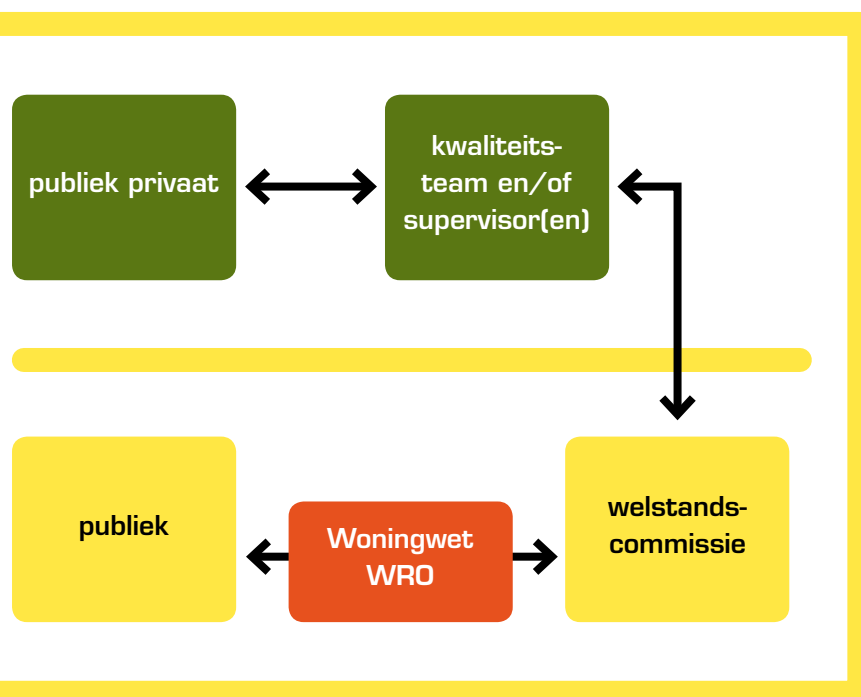 publiek privaat
kwaliteits-
team en/of
supervisor(en)
publiek
Woningwet
WRO
welstands-
commissie